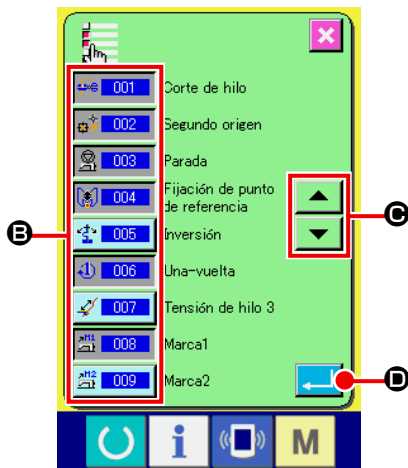 001 Corte de hilo
002 Segundo origen
003 Parada
004 Fijación de punto
de referencia
005 Inversión
006 Una-vuelta
007 Tensión de hilo 3
008 Marca1
009 Marca2
B
C
D
i
M